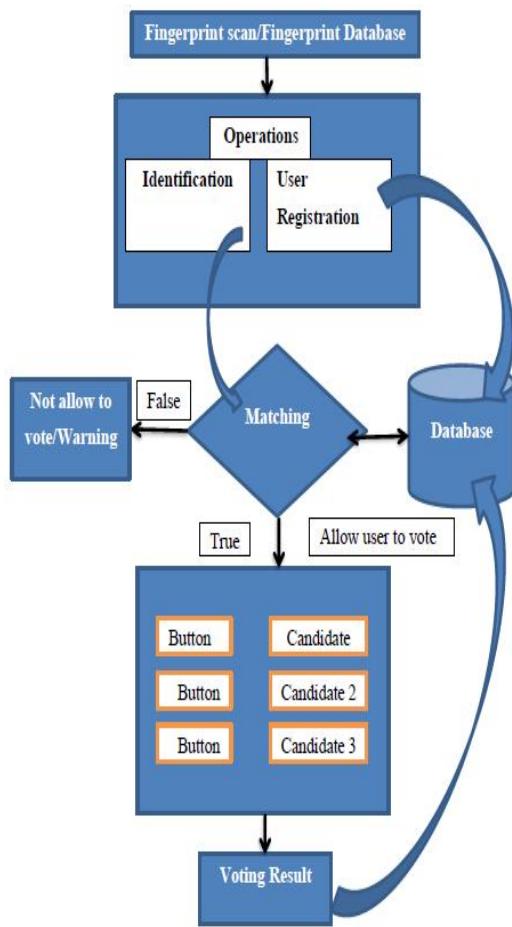 Fingerprint scan/Fingerprint Database
Operations
Identification
User
Registration
Not allow to
vote/Warning
False
Matching
Database
True
Allow user to vote
Button
Candidate
Button
Candidate 2
Button
Candidate 3
Voting Result